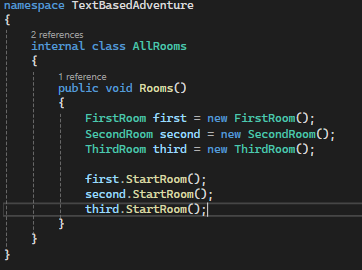 namespace TextBasedAdventure
{
2 references
internal class AllRooms
{
1 reference
public void Rooms()
{
FirstRoom first = new FirstRoom();
SecondRoom second = new SecondRoom();
ThirdRoom third = new ThirdRoom();
first.StartRoom();
second.StartRoom();
third.StartRoom();
}
}
}